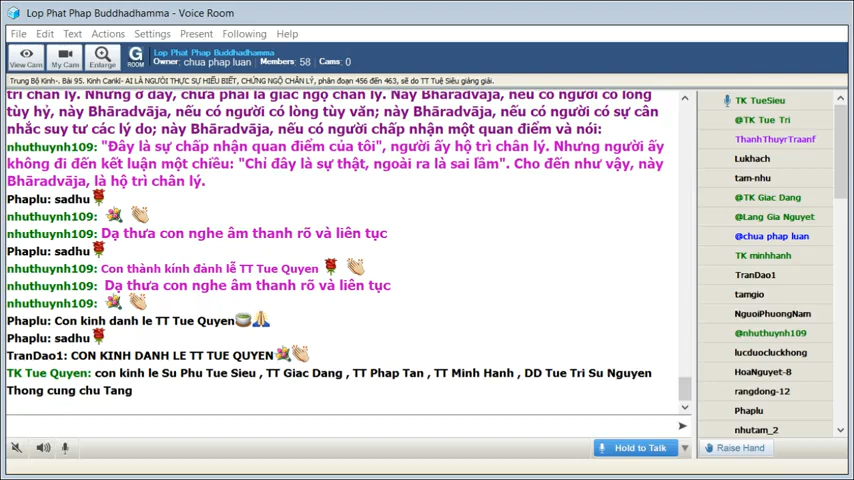 Lop Phat Phap Buddhadhamma - Voice Room
File Edit Text Actions Settings Present Following Help
View Cam My Cam Enlarge G ROOM
Lop Phat Phap Buddhadhamma
Owner: chua phap luan Members: 58 Cams: 0
Trung Bộ Kinh-. Bài 95. Kinh Cankī- AI LÀ NGƯỜI THỰC SỰ HIỂU BIẾT, CHỨNG NGỘ CHÂN LÝ, phân đoạn 456 đến 463, sẽ do TT Tuệ Siêu giảng giải.
trì chân lý. Nhưng ở đây, chưa phải là giác ngộ chân lý. Này Bhāradvāja, nếu có người có lòng
tùy hỷ, này Bhāradvāja, nếu có người có lòng tùy văn; này Bhāradvāja, nếu có người có sự cân
nhắc suy tư các lý do; này Bhāradvāja, nếu có người chấp nhận một quan điểm và nói:
nhuthuynh109: "Đây là sự chấp nhận quan điểm của tôi", người ấy hộ trì chân lý. Nhưng người ấy
không đi đến kết luận một chiều: "Chỉ đây là sự thật, ngoài ra là sai lầm". Cho đến như vậy, này
Bhāradvāja, là hộ trì chân lý.
Phaplu: sadhu
nhuthuynh109:
nhuthuynh109: Dạ thưa con nghe âm thanh rõ và liên tục
Phaplu: sadhu
nhuthuynh109: Con thành kính đảnh lễ TT Tue Quyen
nhuthuynh109: Dạ thưa con nghe âm thanh rõ và liên tục
nhuthuynh109:
Phaplu: Con kinh danh le TT Tue Quyen
Phaplu: sadhu
TranDao1: CON KINH DANH LE TT TUE QUYEN
TK Tue Quyen: con kinh le Su Phu Tue Sieu , TT Giac Dang , TT Phap Tan , TT Minh Hanh , DD Tue Tri Su Nguyen
Thong cung chu Tang
Hold to Talk
Raise Hand
TK TueSieu
@TK Tue Tri
ThanhThuyrTraanf
Lukhach
tam-nhu
@TK Giac Dang
@Lang Gia Nguyet
@chua phap luan
TK minhhanh
TranDao1
tamgio
NguoiPhuongNam
@nhuthuynh109
lucduocluckhong
HoaNguyet-8
rangdong-12
Phaplu
nhutam_2